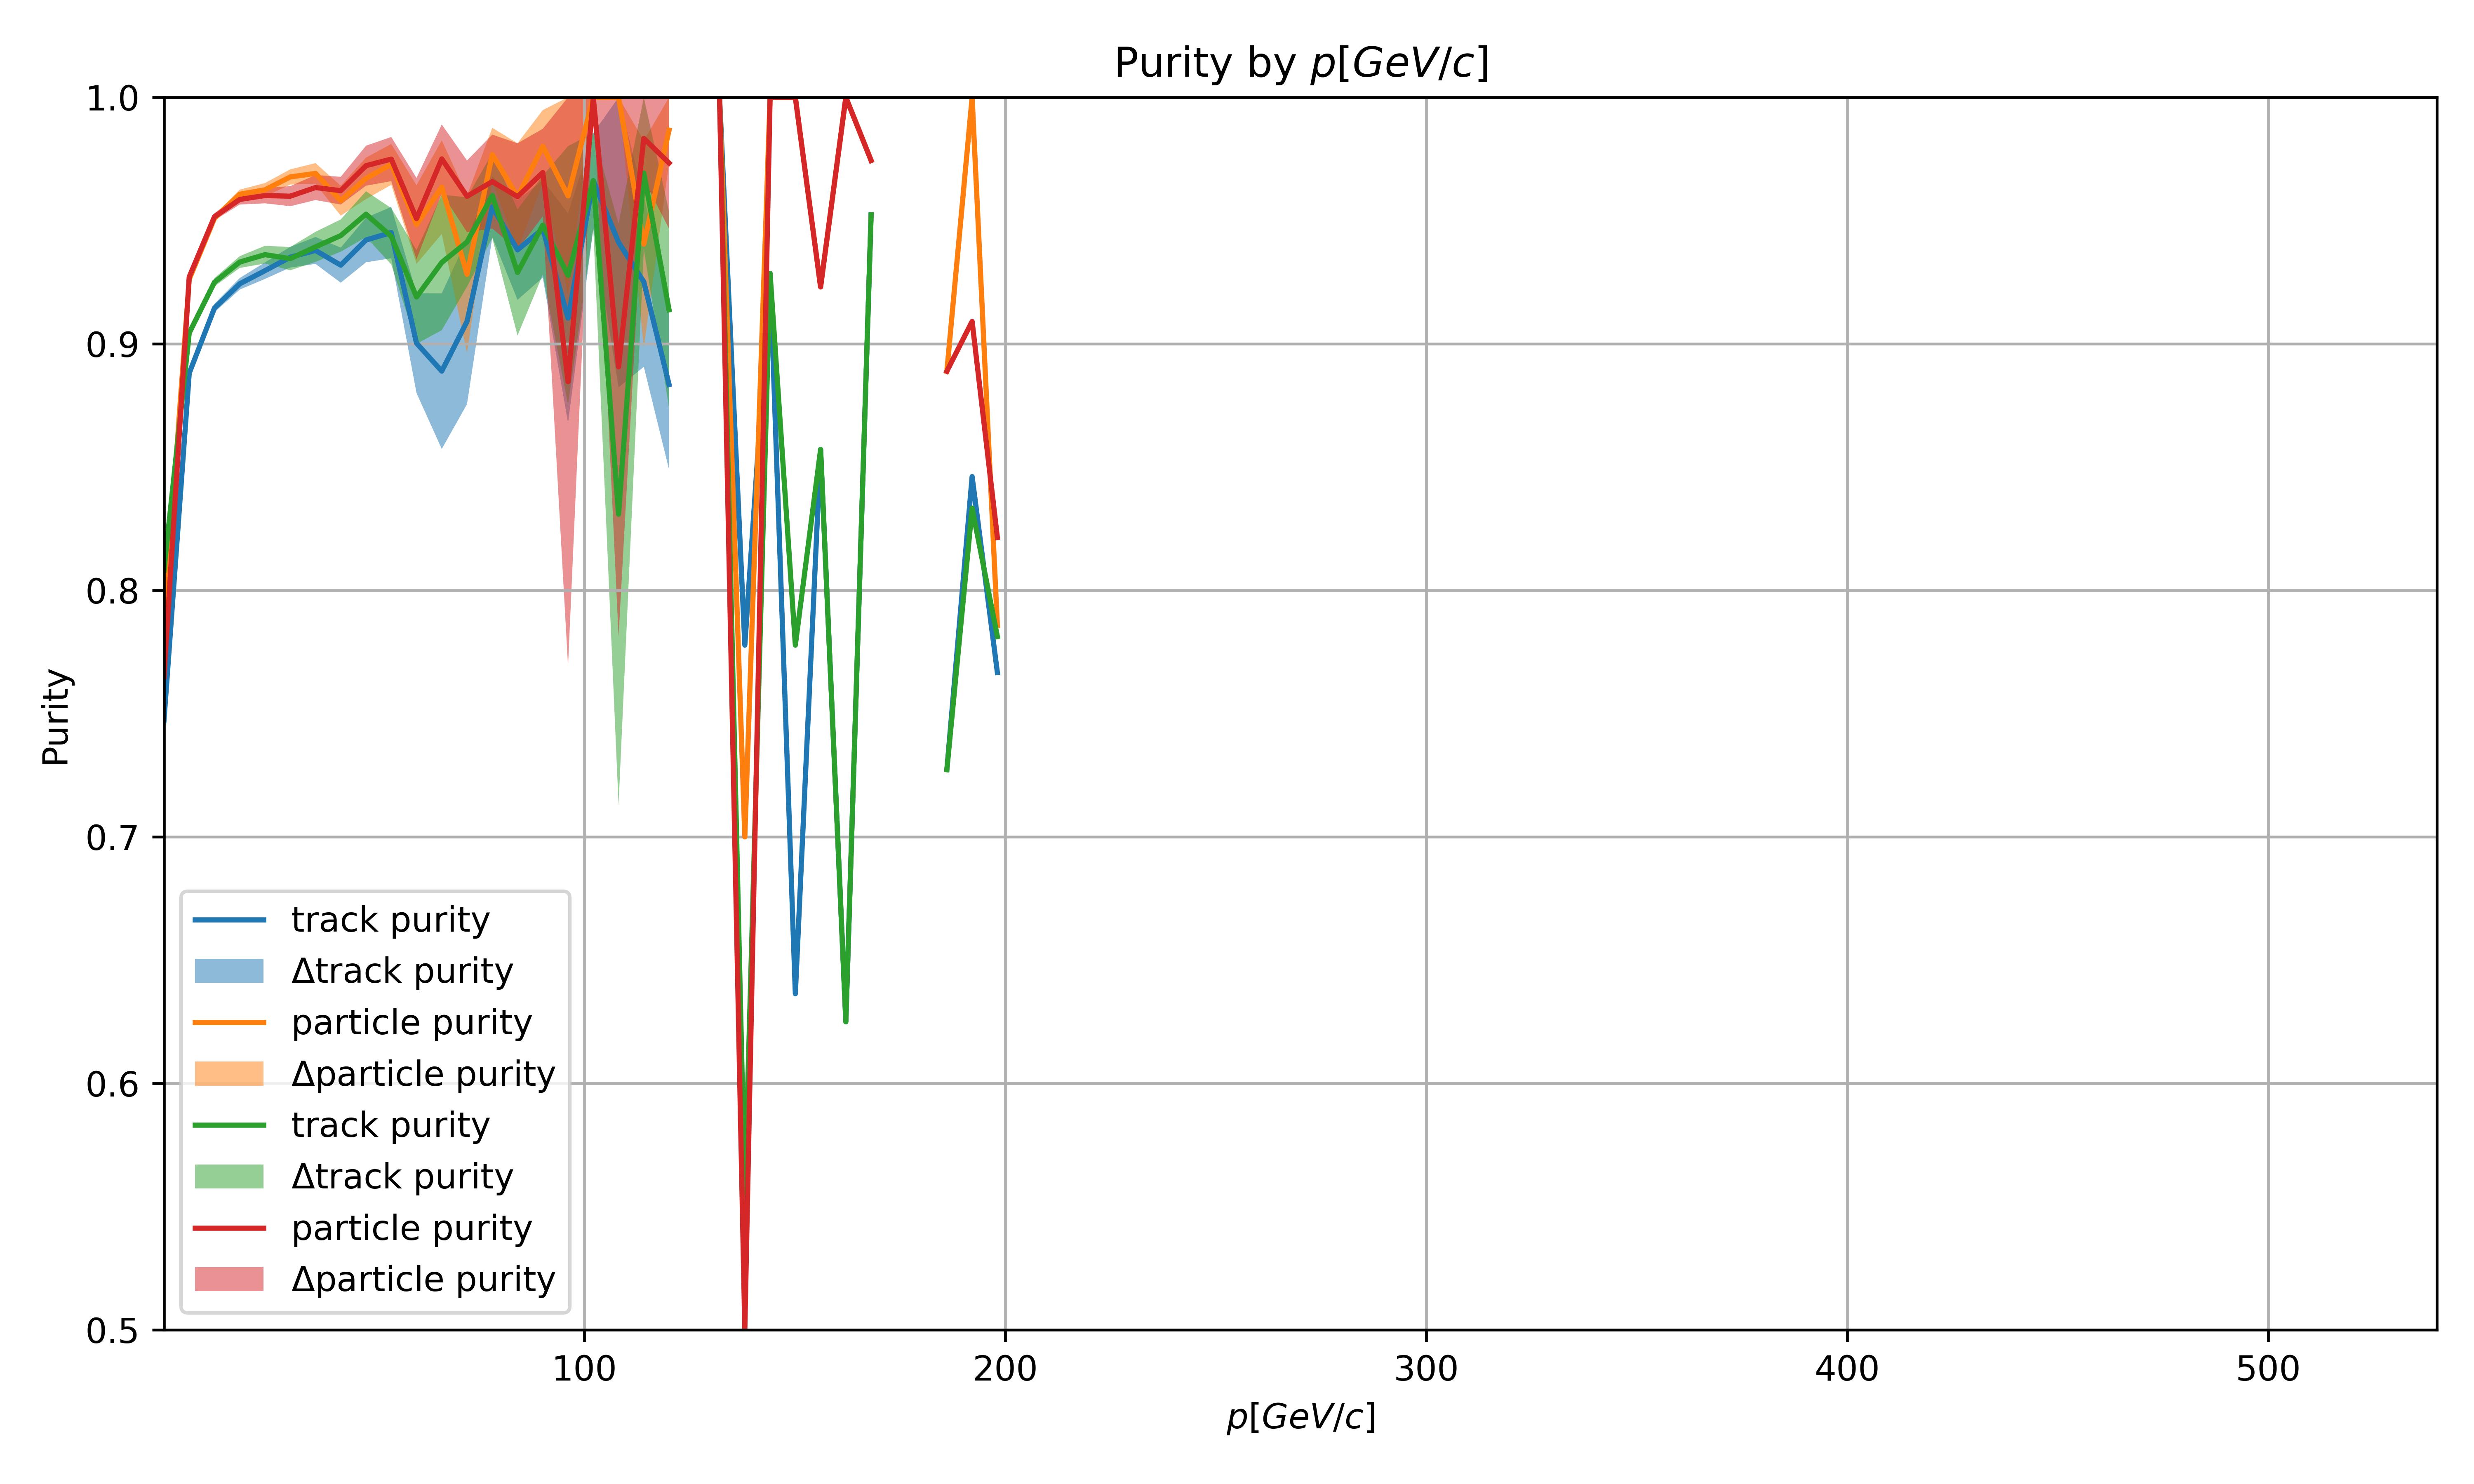 Purity by p[GeV/c]
1.0
0.9
0.8
0.7
0.6
0.5
Purity
track purity
Δtrack purity
particle purity
Δparticle purity
track purity
Δtrack purity
particle purity
Δparticle purity
100 200 300 400 500
p[GeV/c]